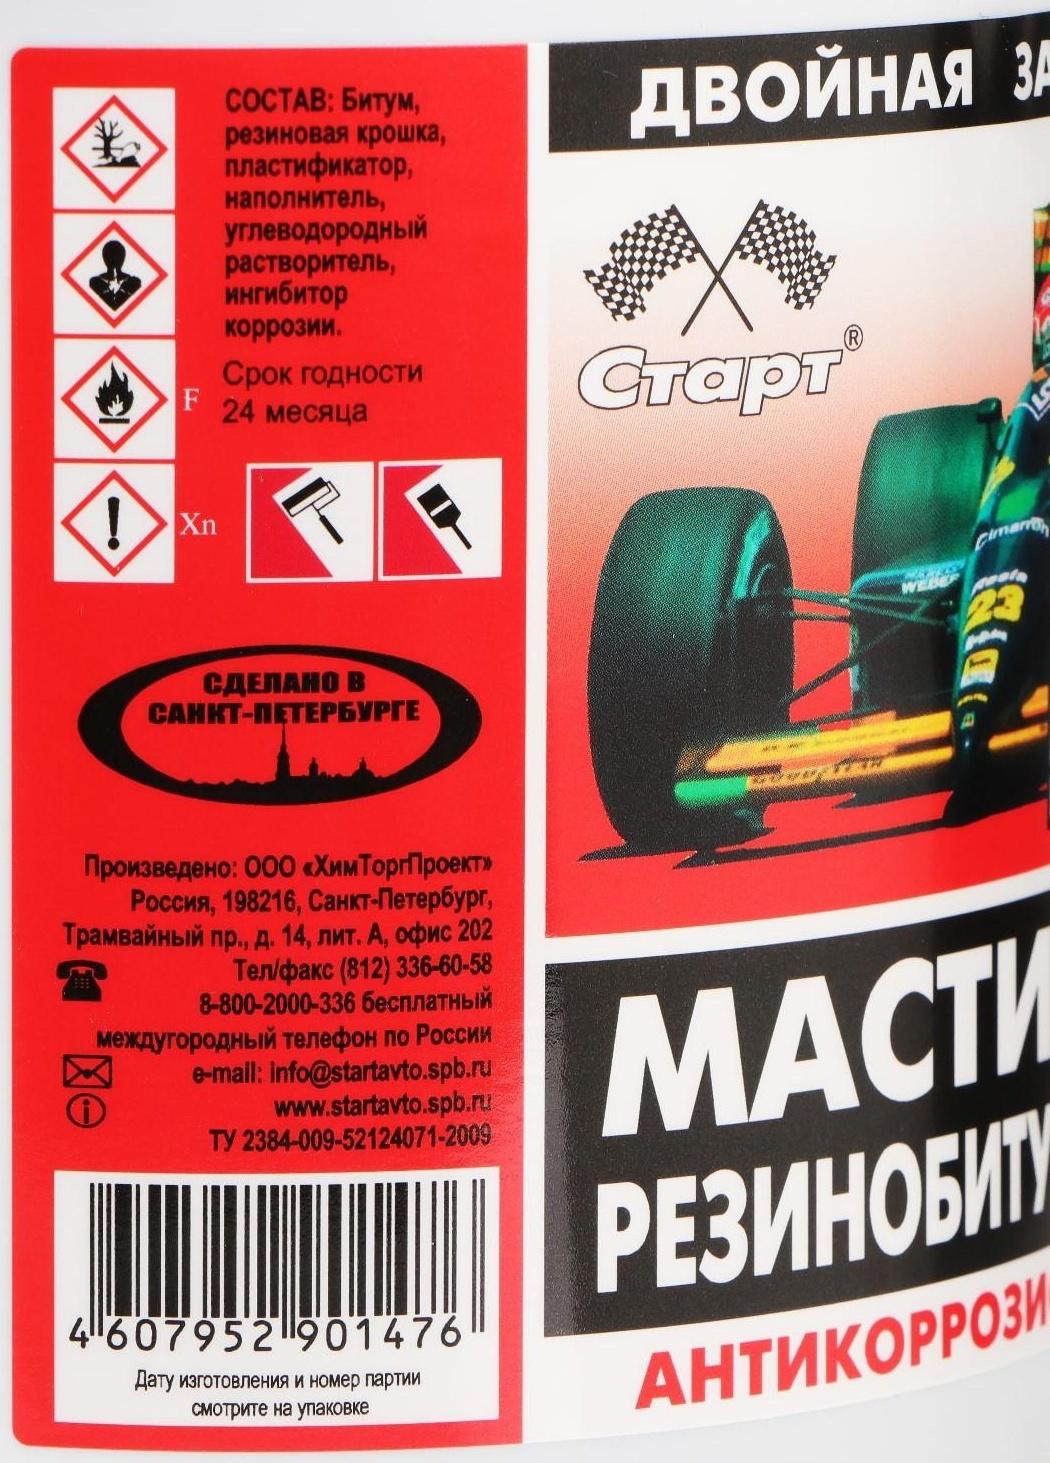 СОСТАВ: Битум,
резиновая крошка,
пластификатор,
наполнитель,
углеводородный
растворитель,
ингибитор
коррозии.
Срок годности
24 месяца
F
Xn
СДЕЛАНО В
САНКТ-ПЕТЕРБУРГЕ
Произведено: ООО «ХимТоргПроект»
Россия, 198216, Санкт-Петербург,
Трамвайный пр., д. 14, лит. А, офис 202
Тел/факс (812) 336-60-58
8-800-2000-336 бесплатный
междугородный телефон по России
e-mail: info@startavto.spb.ru
www.startavto.spb.ru
ТУ 2384-009-52124071-2009
4 607952 901476
Дату изготовления и номер партии
смотрите на упаковке
ДВОЙНАЯ ЗА
Старт®
Cimarron
WEBER
23
GOODYEAR
МАСТИ
РЕЗИНОБИТУ
АНТИКОРРОЗИ